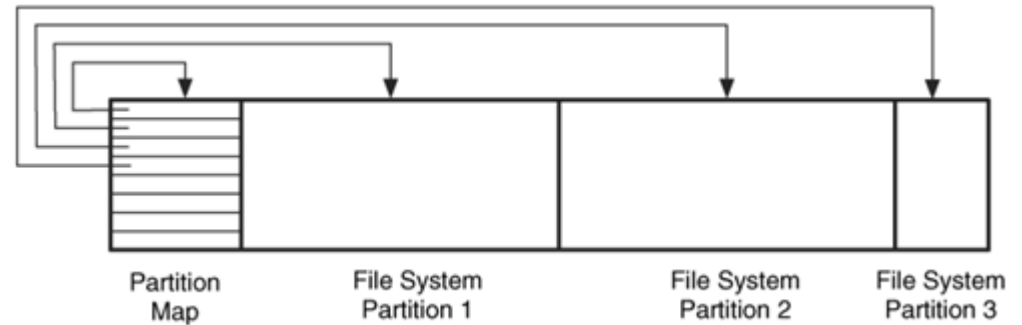 Partition
Map
File System
Partition 1
File System
Partition 2
File System
Partition 3